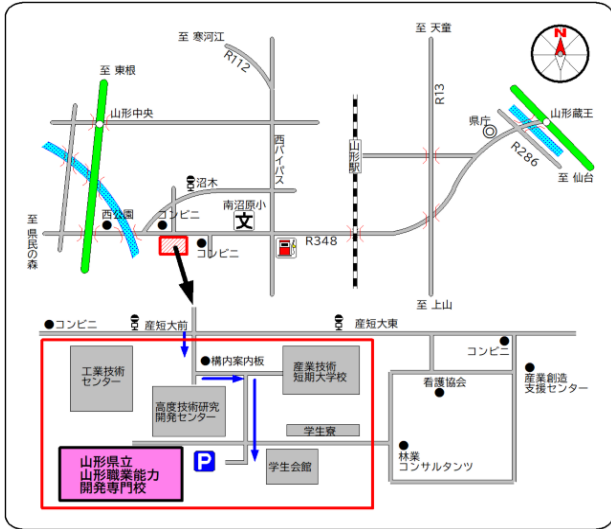 至 寒河江
至 天童
N
R112
至 東根
R13
山形中央
県庁
山形蔵王
西バイパス
山形駅
R286
至 仙台
沼木
南沼原小
文
西公園
コンビニ
至 県民の森
コンビニ
R348
至 上山
コンビニ
産短大前
産短大東
構内案内板
コンビニ
工業技術
センター
産業技術
短期大学校
看護協会
産業創造
支援センター
高度技術研究
開発センター
学生寮
林業
コンサルタンツ
山形県立
山形職業能力
開発専門校
P
学生会館